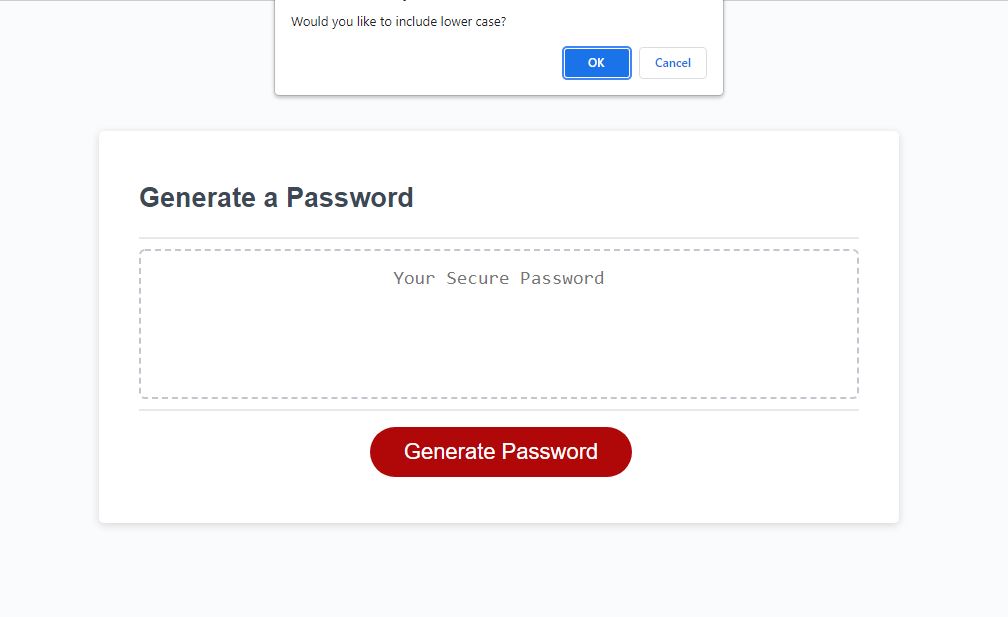 Would you like to include lower case?
OK
Cancel
Generate a Password
Your Secure Password
Generate Password